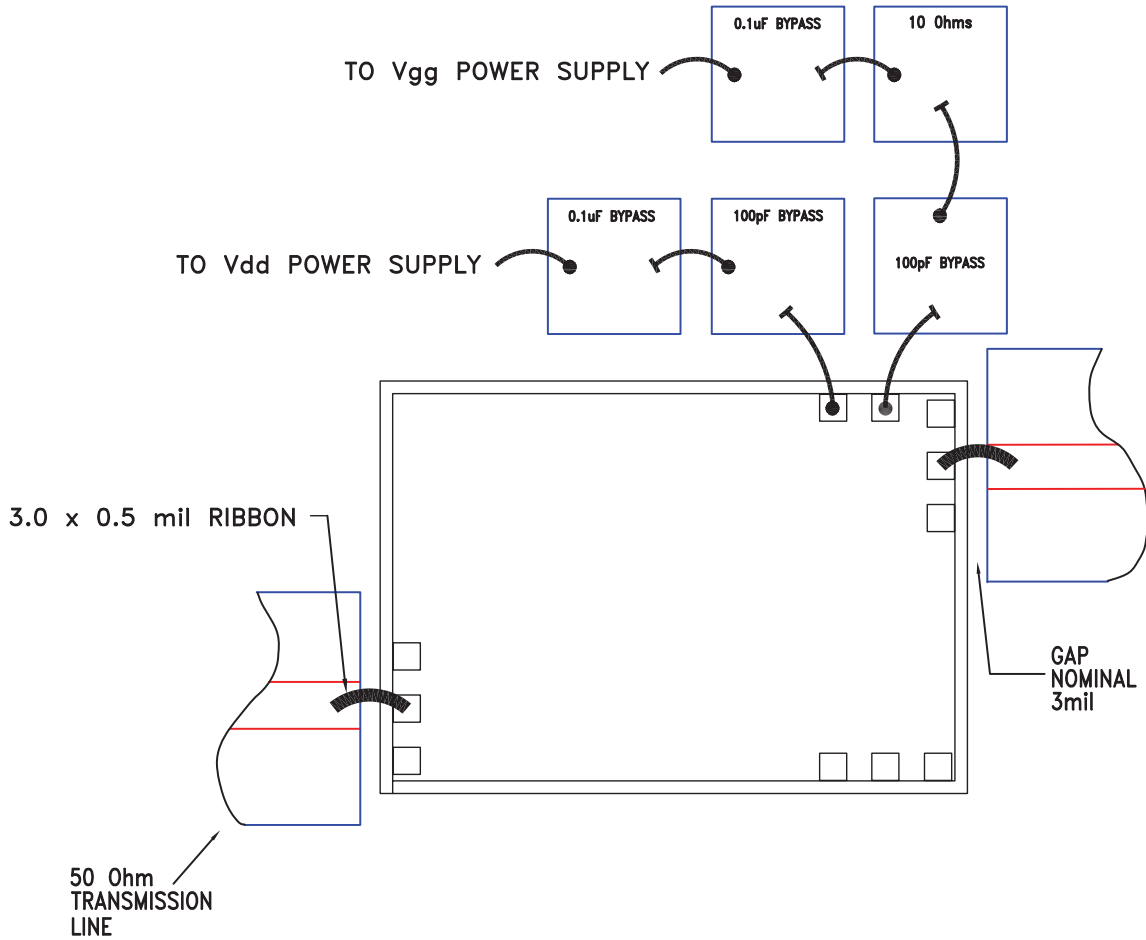 0.1uF BYPASS
10 Ohms
TO Vgg POWER SUPPLY
0.1uF BYPASS
100pF BYPASS
100pF BYPASS
TO Vdd POWER SUPPLY
3.0 x 0.5 mil RIBBON
GAP
NOMINAL
3mil
50 Ohm
TRANSMISSION
LINE